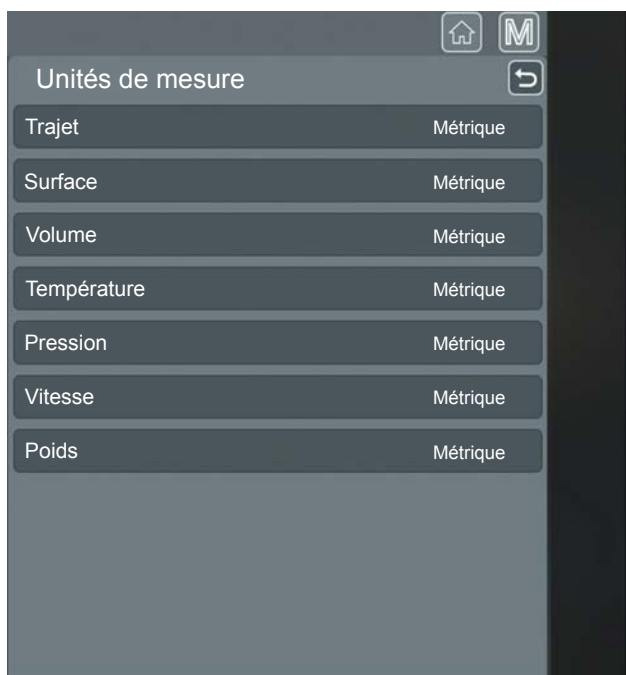 M
Unités de mesure
Trajet Métrique
Surface Métrique
Volume Métrique
Température Métrique
Pression Métrique
Vitesse Métrique
Poids Métrique